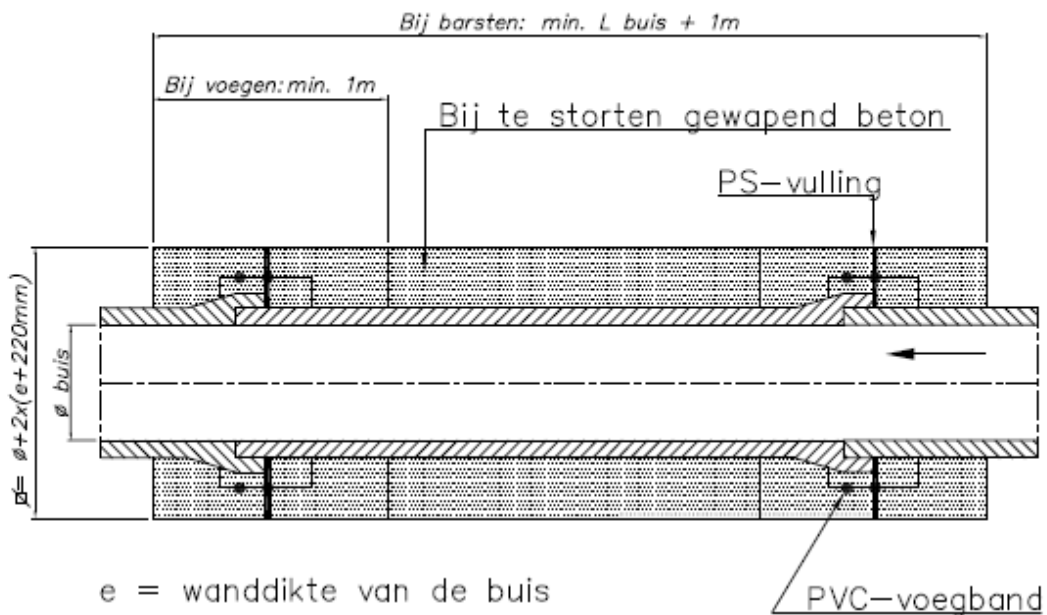 Bij barsten: min. L buis + 1m
Bij voegen: min. 1m
Bij te storten gewapend beton
PS-vulling
⌀= ø+2x(e+220mm)
ø buis
e = wanddikte van de buis
PVC-voegband